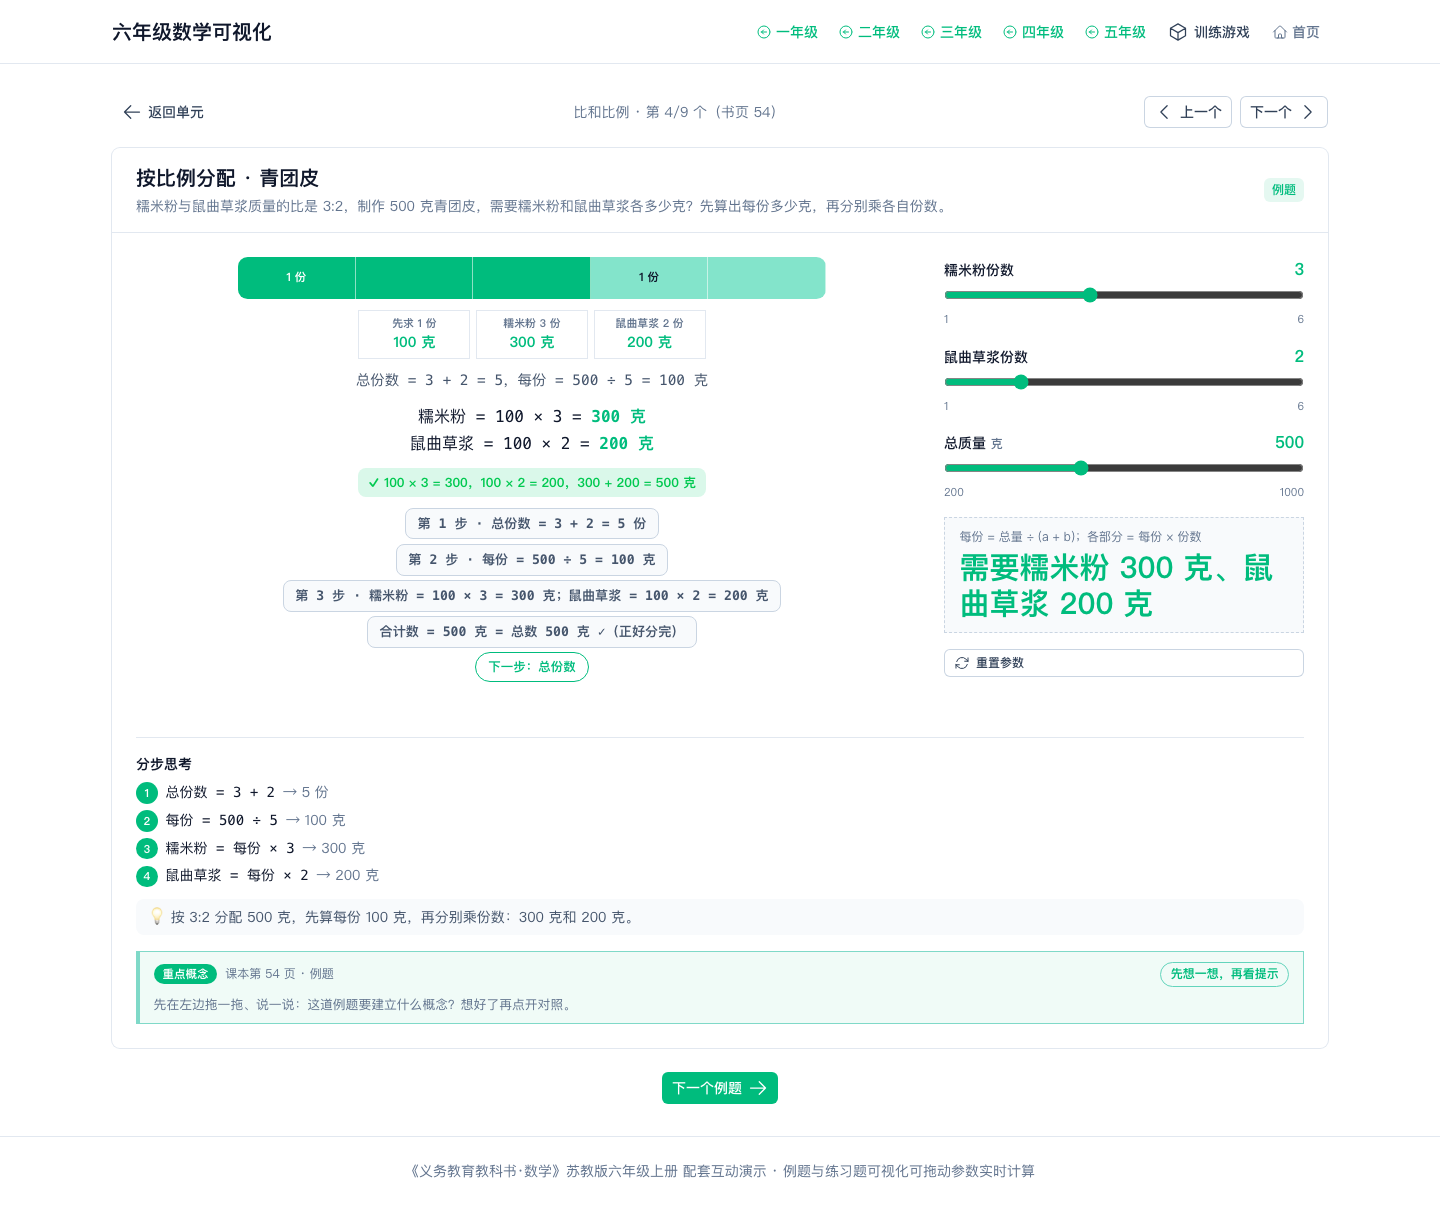 六年级数学可视化
一年级 二年级 三年级 四年级 五年级 训练游戏 首页
返回单元
比和比例 · 第 4/9 个（书页 54）
上一个 下一个
按比例分配 · 青团皮
糯米粉与鼠曲草浆质量的比是 3:2，制作 500 克青团皮，需要糯米粉和鼠曲草浆各多少克？先算出每份多少克，再分别乘各自份数。
例题
1 份 1 份
先求 1 份 糯米粉 3 份 鼠曲草浆 2 份
100 克 300 克 200 克
总份数 = 3 + 2 = 5，每份 = 500 ÷ 5 = 100 克
糯米粉 = 100 × 3 = 300 克
鼠曲草浆 = 100 × 2 = 200 克
✓ 100 × 3 = 300，100 × 2 = 200，300 + 200 = 500 克
第 1 步 · 总份数 = 3 + 2 = 5 份
第 2 步 · 每份 = 500 ÷ 5 = 100 克
第 3 步 · 糯米粉 = 100 × 3 = 300 克；鼠曲草浆 = 100 × 2 = 200 克
合计数 = 500 克 = 总数 500 克 ✓（正好分完）
下一步：总份数
糯米粉份数 3
1 6
鼠曲草浆份数 2
1 6
总质量 克 500
200 1000
每份 = 总量 ÷ (a + b)；各部分 = 每份 × 份数
需要糯米粉 300 克、鼠
曲草浆 200 克
重置参数
分步思考
1 总份数 = 3 + 2 → 5 份
2 每份 = 500 ÷ 5 → 100 克
3 糯米粉 = 每份 × 3 → 300 克
4 鼠曲草浆 = 每份 × 2 → 200 克
💡 按 3:2 分配 500 克，先算每份 100 克，再分别乘份数：300 克和 200 克。
重点概念 课本第 54 页 · 例题
先想一想，再看提示
先在左边拖一拖、说一说：这道例题要建立什么概念？想好了再点开对照。
下一个例题
《义务教育教科书·数学》苏教版六年级上册 配套互动演示 · 例题与练习题可视化可拖动参数实时计算